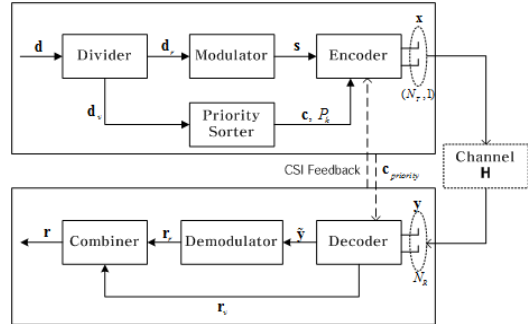 x
d
Divider
d_r
Modulator
s
Encoder
(N_T, 1)
d_v
Priority
Sorter
c, P_k
CSI Feedback
c_priority
Channel
H
y
r
Combiner
r_r
Demodulator
ỹ
Decoder
N_R
r_v